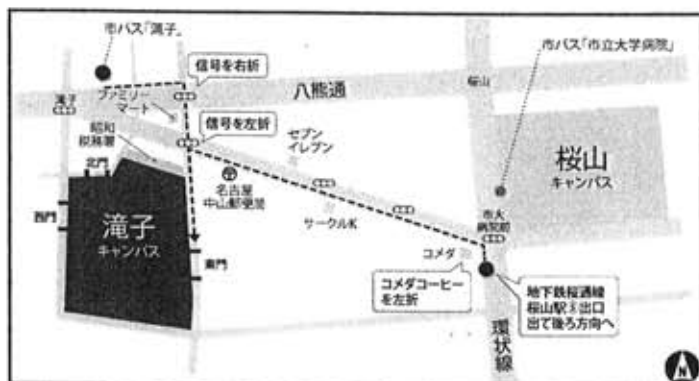 市バス「滝子」
信号を右折
市バス「市立大学病院」
滝子
ファミリー
マート
八熊通
桜山
昭和
税務署
信号を左折
セブン
イレブン
桜山
キャンパス
北門
名古屋
中山郵便局
西門
滝子
キャンパス
サークルK
市大
病院前
東門
コメダ
コメダコーヒー
を左折
地下鉄桜通線
桜山駅⑤出口
出て後ろ方向へ
環状線
N